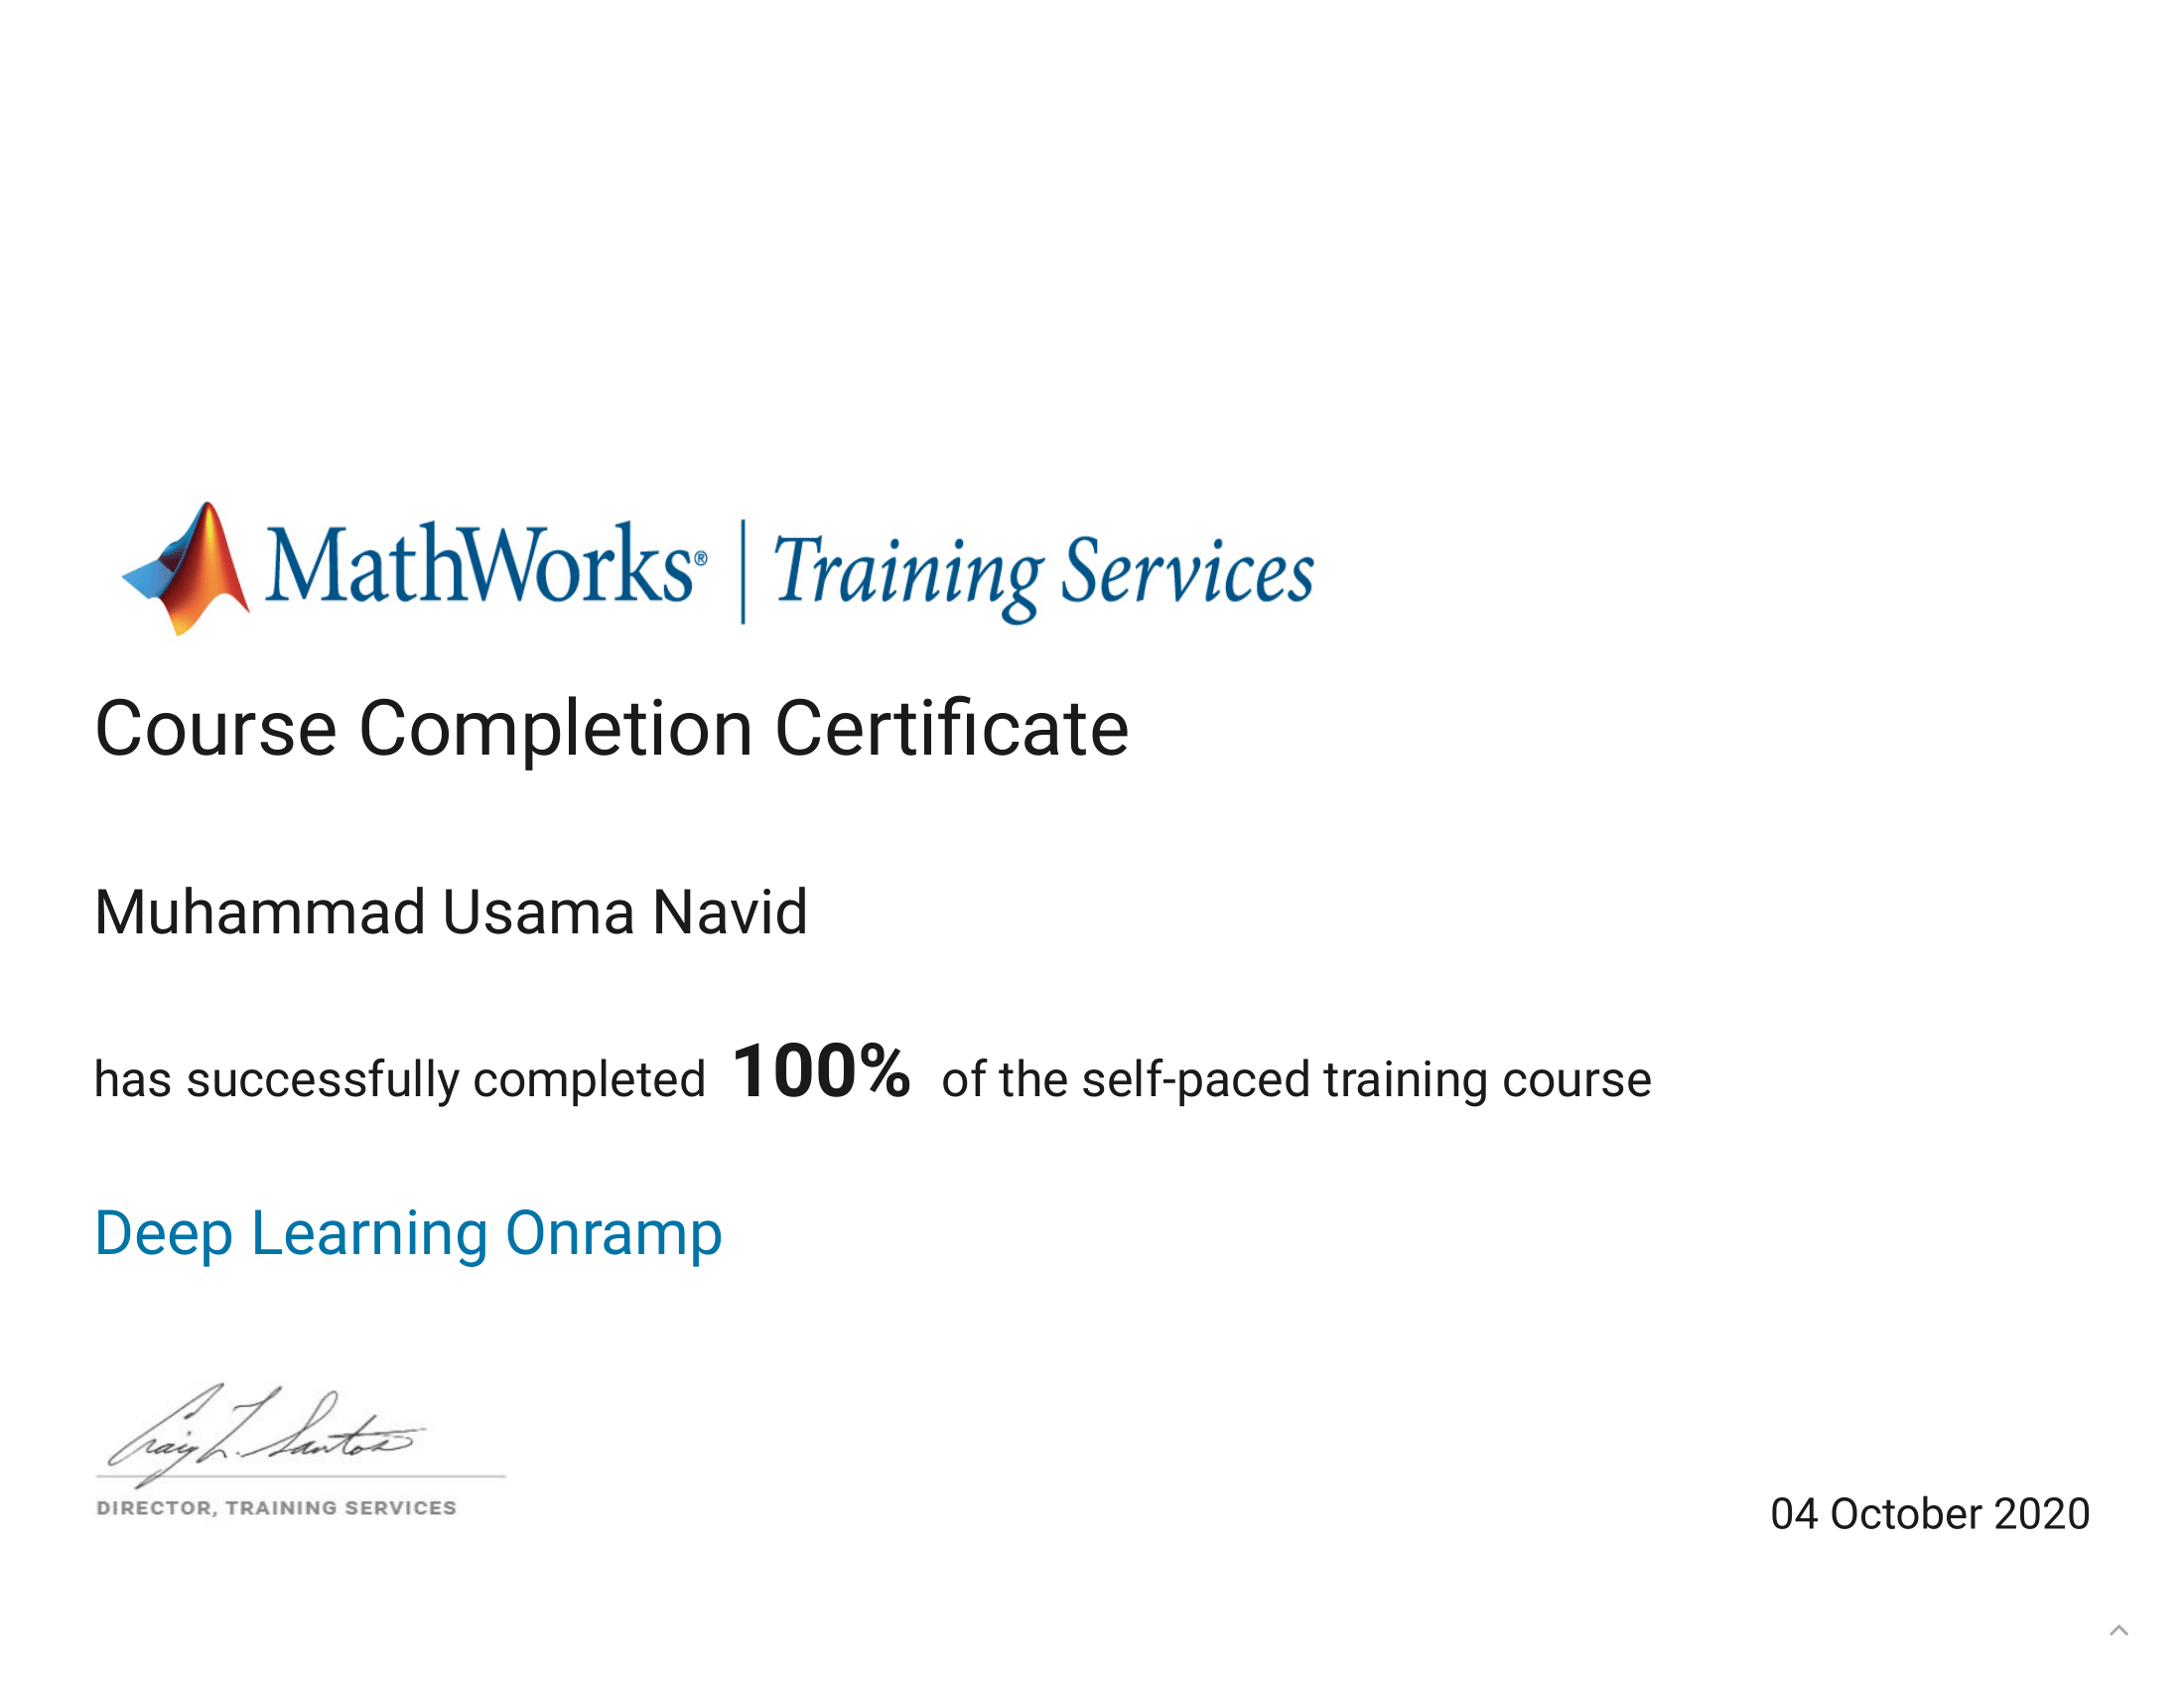 MathWorks® | Training Services
Course Completion Certificate
Muhammad Usama Navid
has successfully completed 100% of the self-paced training course
Deep Learning Onramp
Craig L. Santos
DIRECTOR, TRAINING SERVICES
04 October 2020